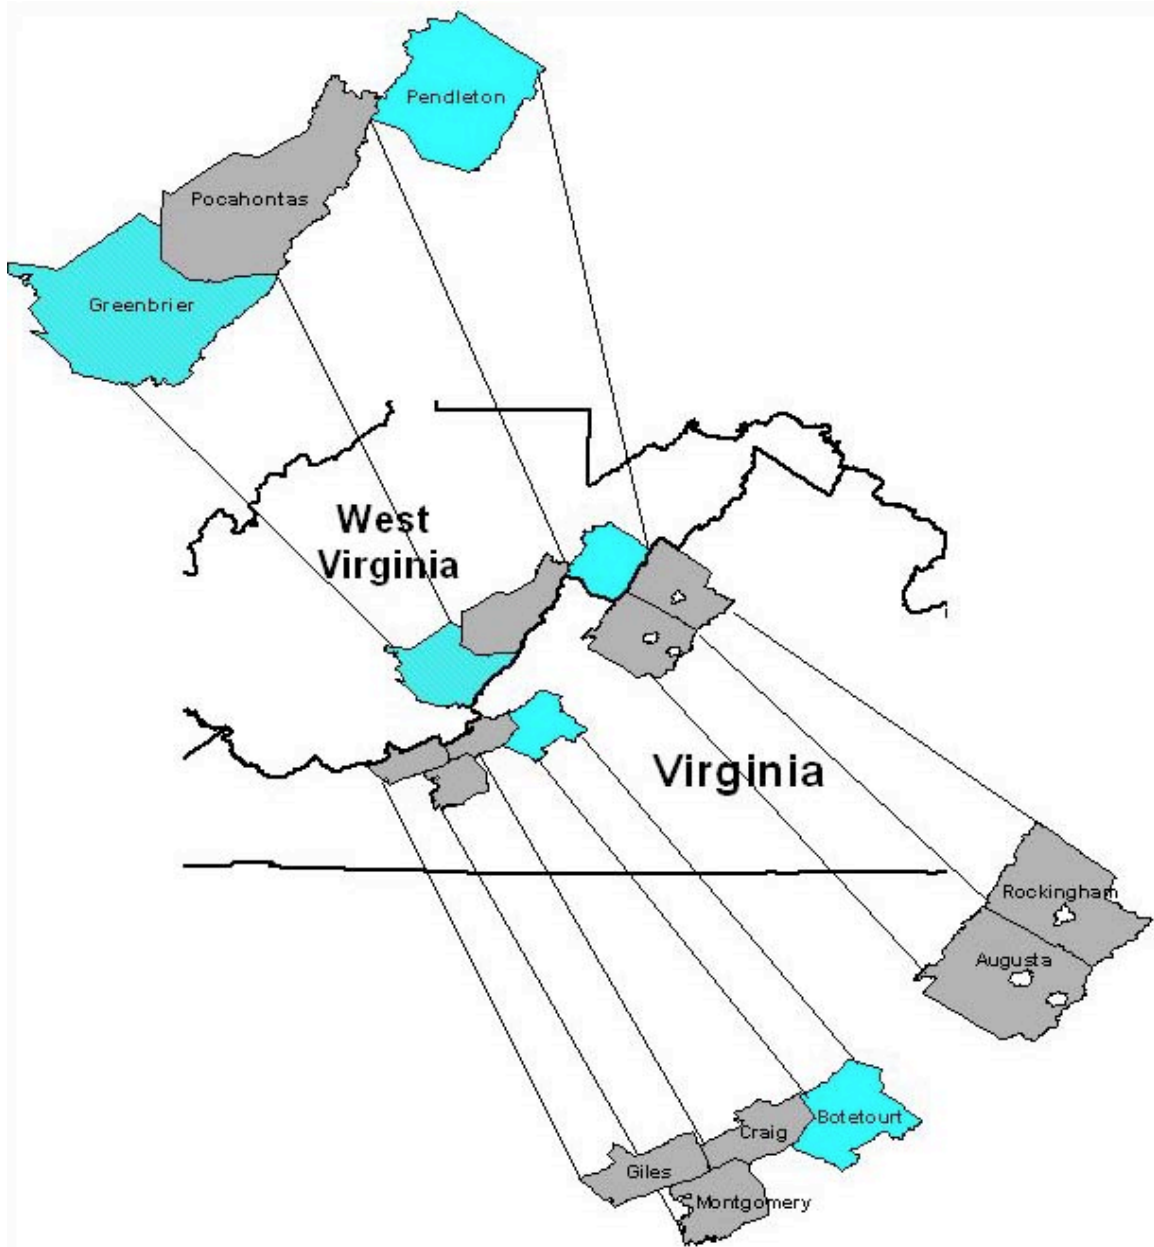 Pendleton
Pocahontas
Greenbrier
West
Virginia
Virginia
Rockingham
Augusta
Botetourt
Craig
Giles
Montgomery